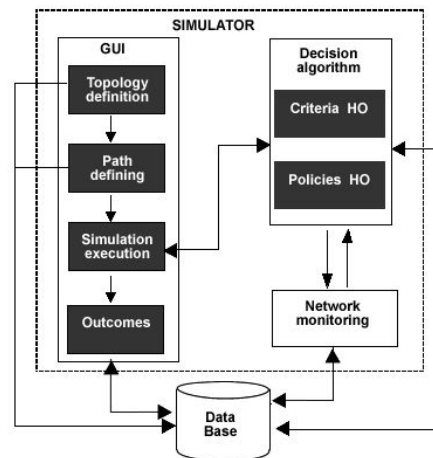 SIMULATOR
GUI
Topology
definition
Path
defining
Simulation
execution
Outcomes
Decision
algorithm
Criteria HO
Policies HO
Network
monitoring
Data
Base